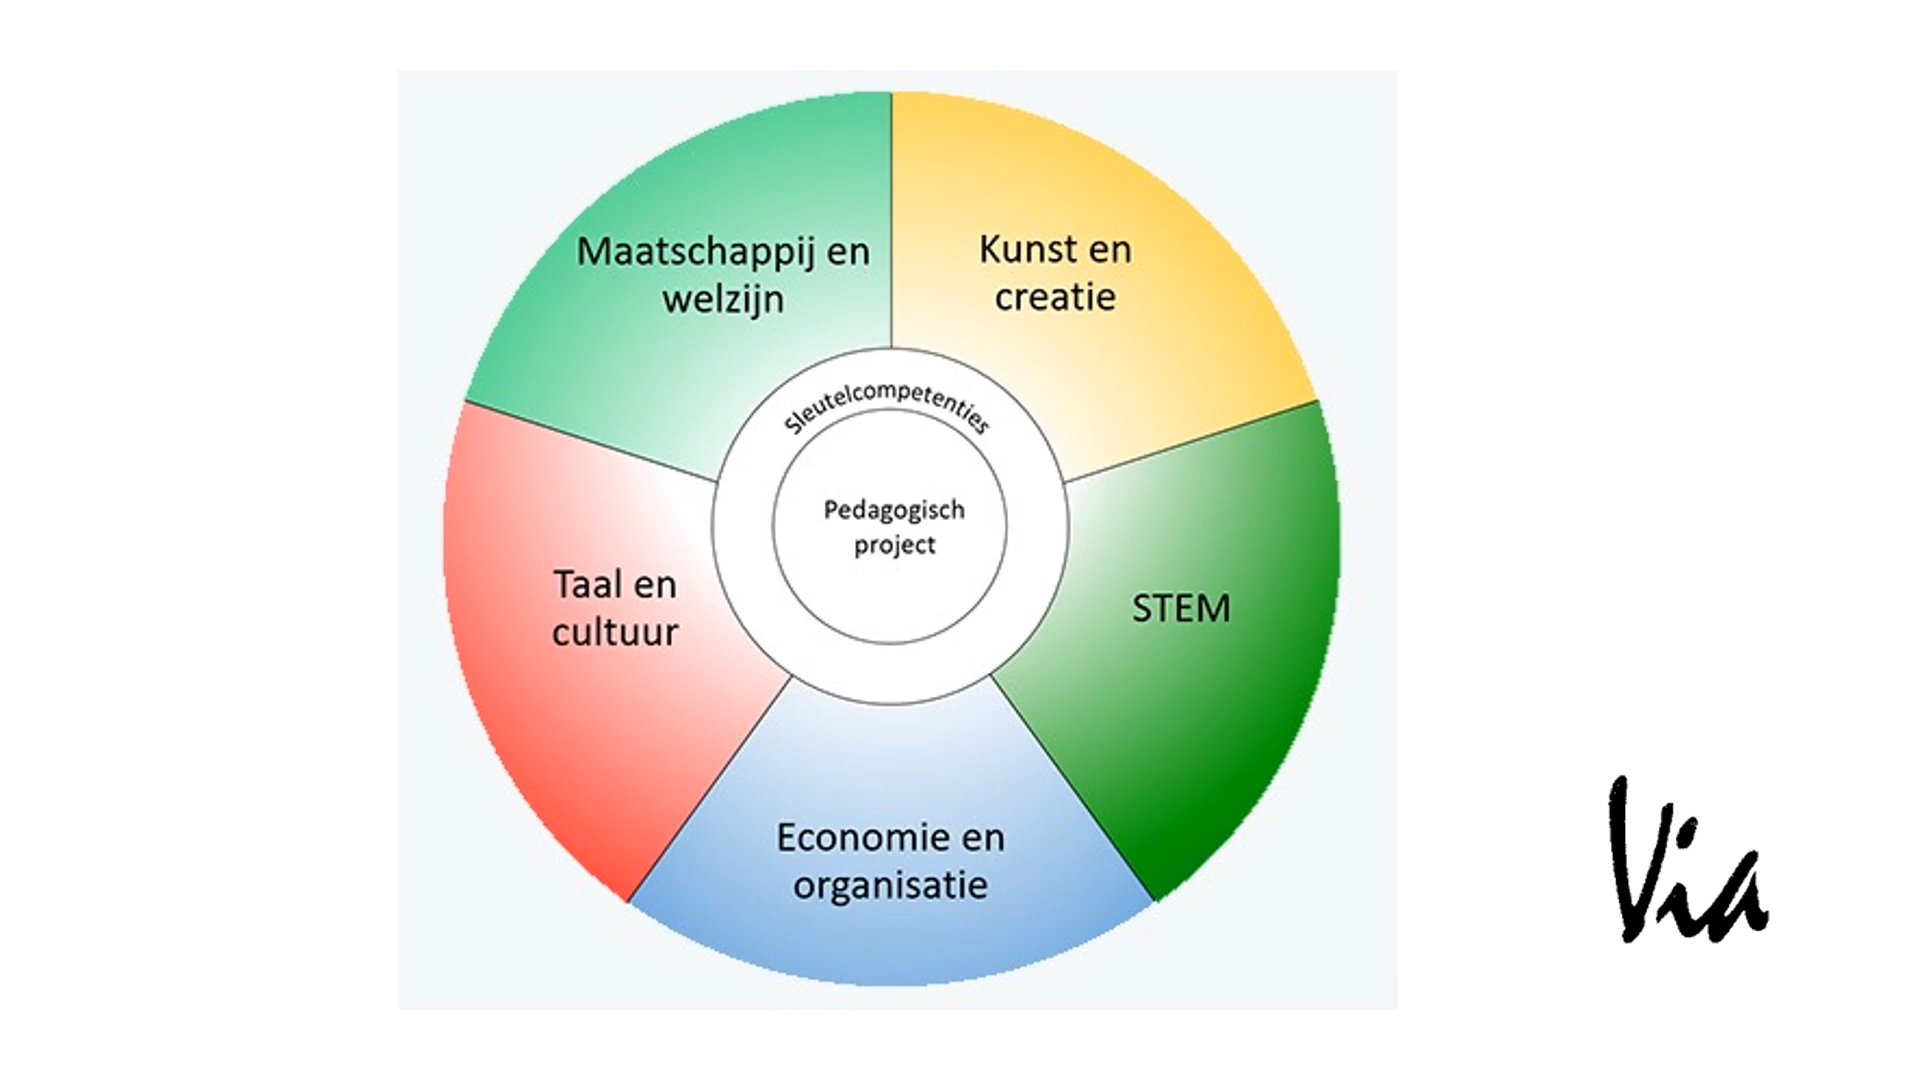 Maatschappij en
welzijn
Kunst en
creatie
Sleutelcompetenties
Pedagogisch
project
Taal en
cultuur
STEM
Economie en
organisatie
Via